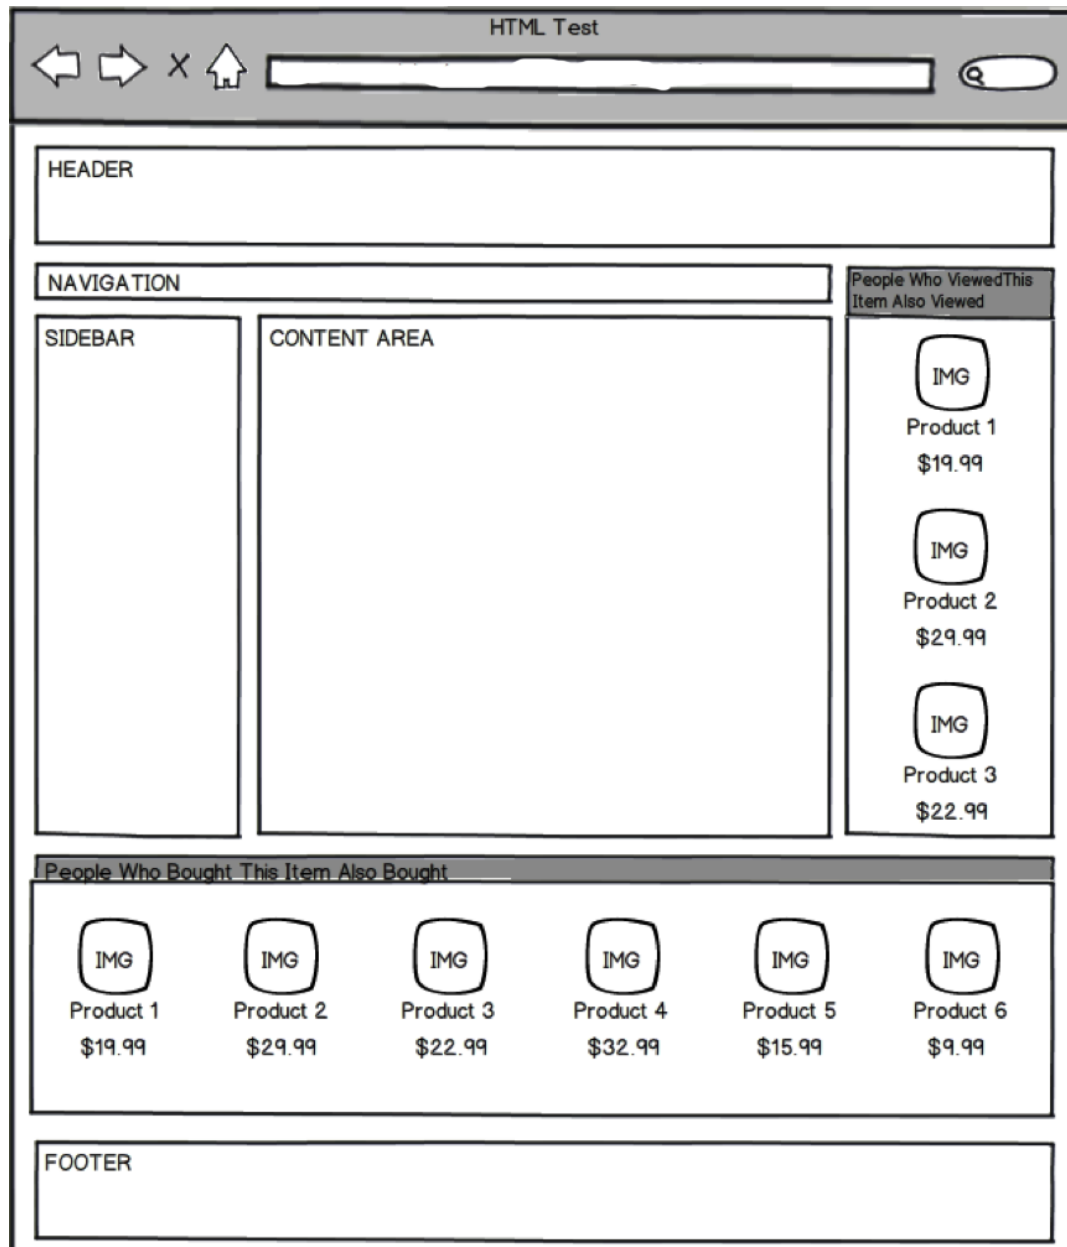 HTML Test
HEADER
NAVIGATION
People Who ViewedThis
Item Also Viewed
SIDEBAR
CONTENT AREA
IMG
Product 1
$19.99
IMG
Product 2
$29.99
IMG
Product 3
$22.99
People Who Bought This Item Also Bought
IMG IMG IMG IMG IMG IMG
Product 1 Product 2 Product 3 Product 4 Product 5 Product 6
$19.99 $29.99 $22.99 $32.99 $15.99 $9.99
FOOTER